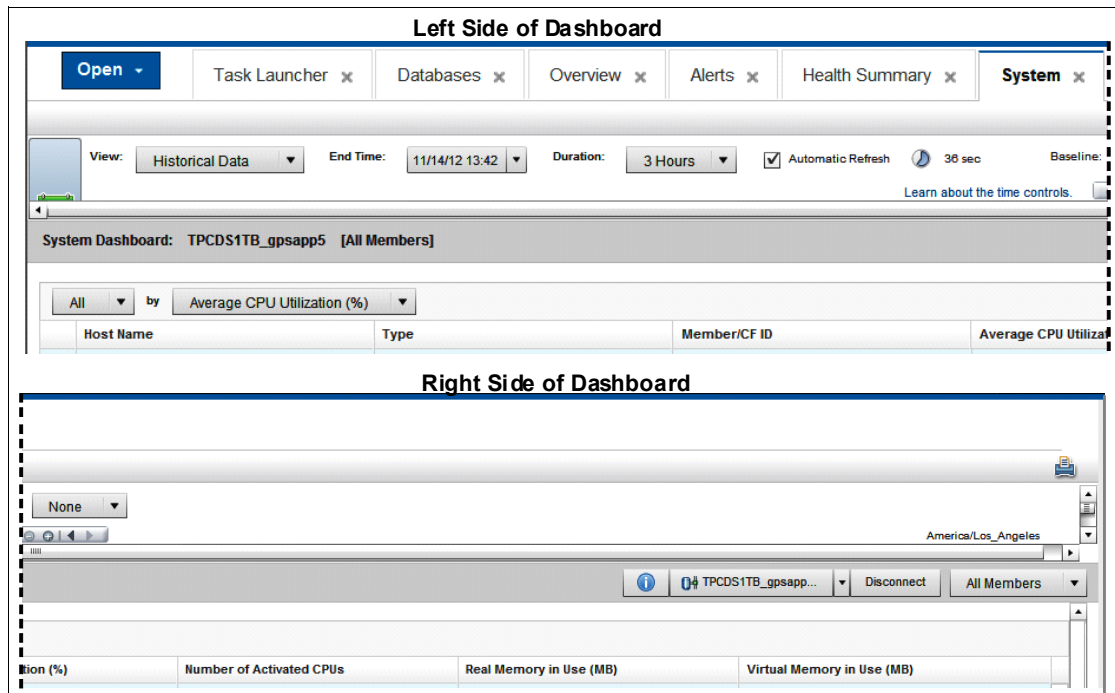 Left Side of Dashboard
Open Task Launcher Databases Overview Alerts Health Summary System
View: Historical Data End Time: 11/14/12 13:42 Duration: 3 Hours Automatic Refresh 36 sec Baseline:
Learn about the time controls.
System Dashboard: TPCDS1TB_gpsapp5 [All Members]
All by Average CPU Utilization (%)
Host Name Type Member/CF ID Average CPU Utilizat
Right Side of Dashboard
None
America/Los_Angeles
TPCDS1TB_gpsapp... Disconnect All Members
tion (%) Number of Activated CPUs Real Memory in Use (MB) Virtual Memory in Use (MB)